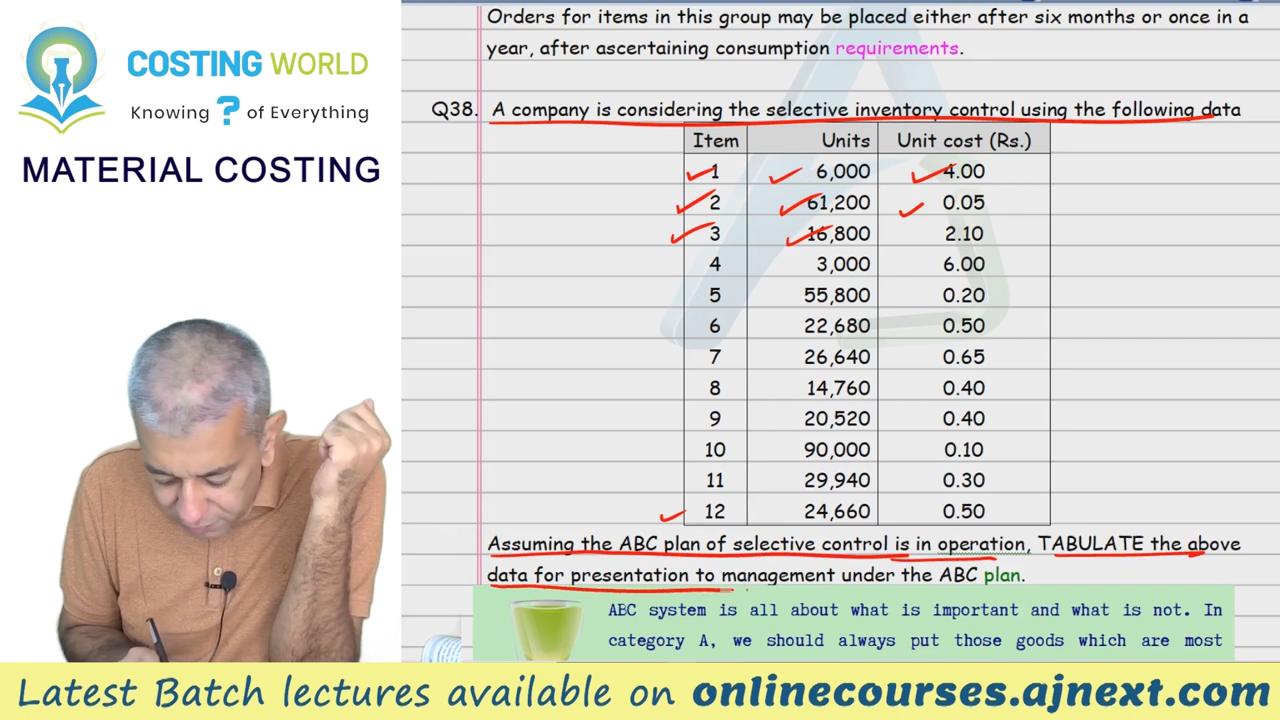 COSTING WORLD
Knowing ? of Everything
MATERIAL COSTING
Orders for items in this group may be placed either after six months or once in a
year, after ascertaining consumption requirements.
Q38. A company is considering the selective inventory control using the following data
Item Units Unit cost (Rs.)
1 6,000 4.00
2 61,200 0.05
3 16,800 2.10
4 3,000 6.00
5 55,800 0.20
6 22,680 0.50
7 26,640 0.65
8 14,760 0.40
9 20,520 0.40
10 90,000 0.10
11 29,940 0.30
12 24,660 0.50
Assuming the ABC plan of selective control is in operation, TABULATE the above
data for presentation to management under the ABC plan.
ABC system is all about what is important and what is not. In
category A, we should always put those goods which are most
Latest Batch lectures available on onlinecourses.ajnext.com